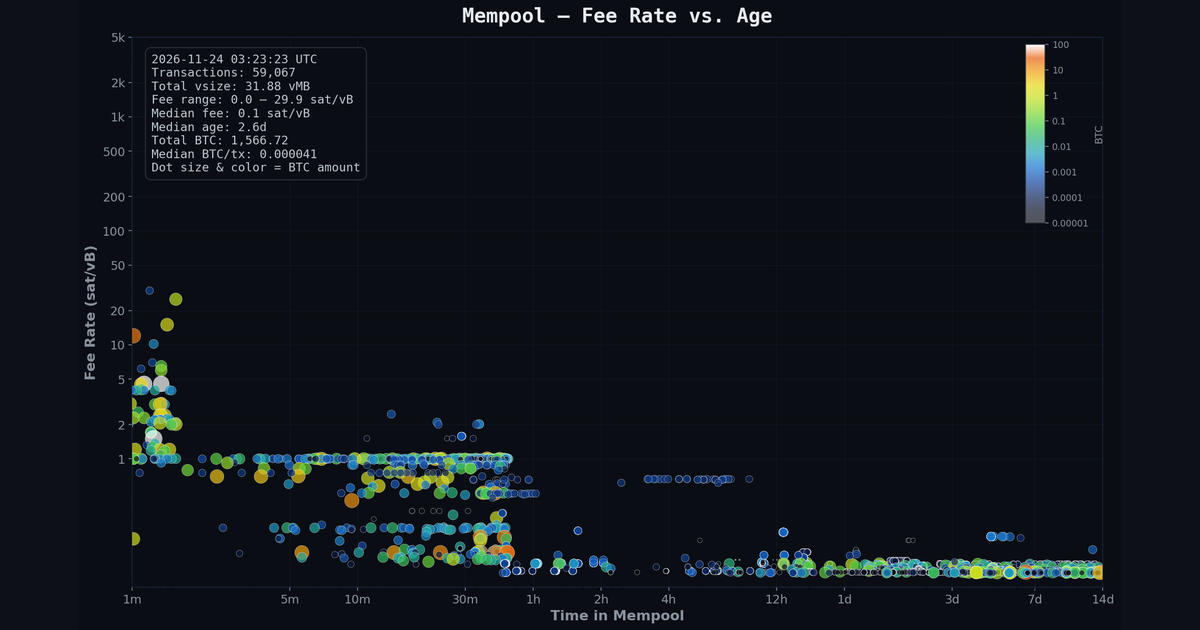 Mempool — Fee Rate vs. Age
2026-11-24 03:23:23 UTC
Transactions: 59,067
Total vsize: 31.88 vMB
Fee range: 0.0 — 29.9 sat/vB
Median fee: 0.1 sat/vB
Median age: 2.6d
Total BTC: 1,566.72
Median BTC/tx: 0.000041
Dot size & color = BTC amount
100
10
1
0.1
0.01
0.001
0.0001
0.00001
BTC
Fee Rate (sat/vB)
5k
2k
1k
500
200
100
50
20
10
5
2
1
1m
5m
10m
30m
1h
2h
4h
12h
1d
3d
7d
14d
Time in Mempool